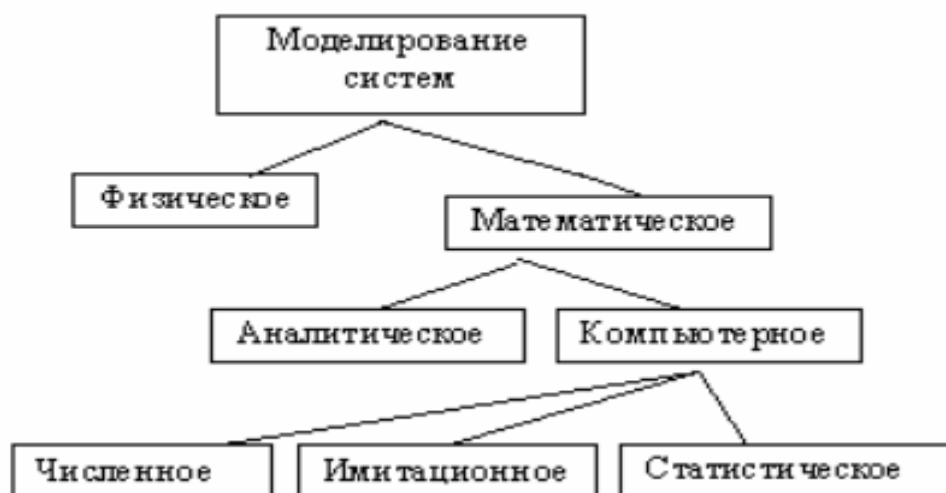 Моделирование
систем
Физическое
Математическое
Аналитическое
Компьютерное
Численное
Имитационное
Статистическое